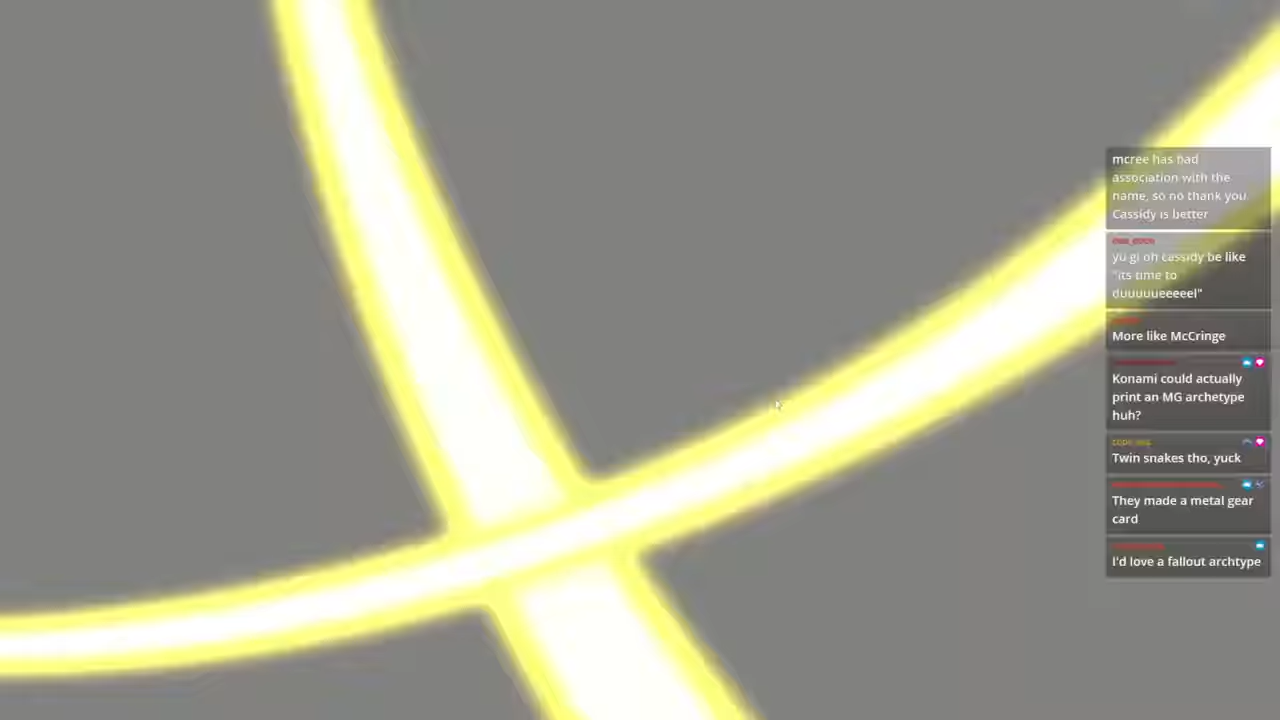 mcree has bad
association with the
name, so no thank you.
Cassidy is better
yu gi oh cassidy be like
"its time to
duuuuueeeeel"
More like McCringe
Konami could actually
print an MG archetype
huh?
Twin snakes tho, yuck
They made a metal gear
card
I'd love a fallout archtype